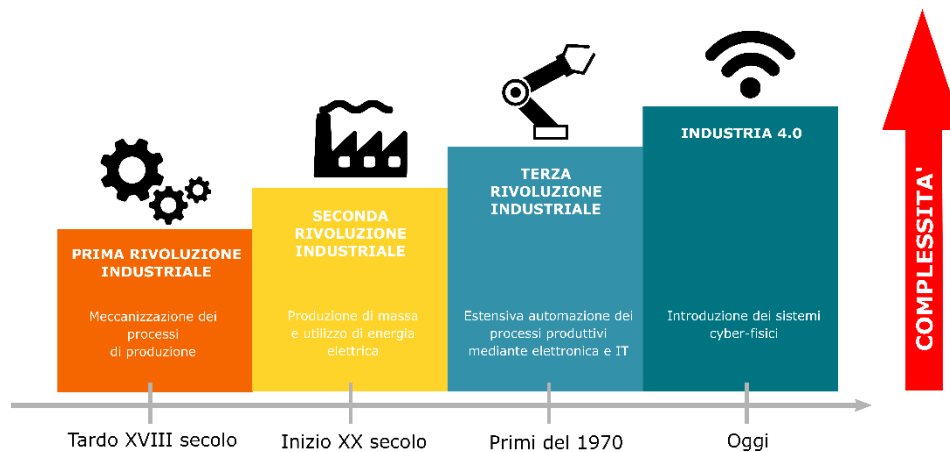 PRIMA RIVOLUZIONE
INDUSTRIALE
Meccanizzazione dei
processi
di produzione
SECONDA
RIVOLUZIONE
INDUSTRIALE
Produzione di massa
e utilizzo di energia
elettrica
TERZA
RIVOLUZIONE
INDUSTRIALE
Estensiva automazione dei
processi produttivi
mediante elettronica e IT
INDUSTRIA 4.0
Introduzione dei sistemi
cyber-fisici
COMPLESSITA'
Tardo XVIII secolo
Inizio XX secolo
Primi del 1970
Oggi